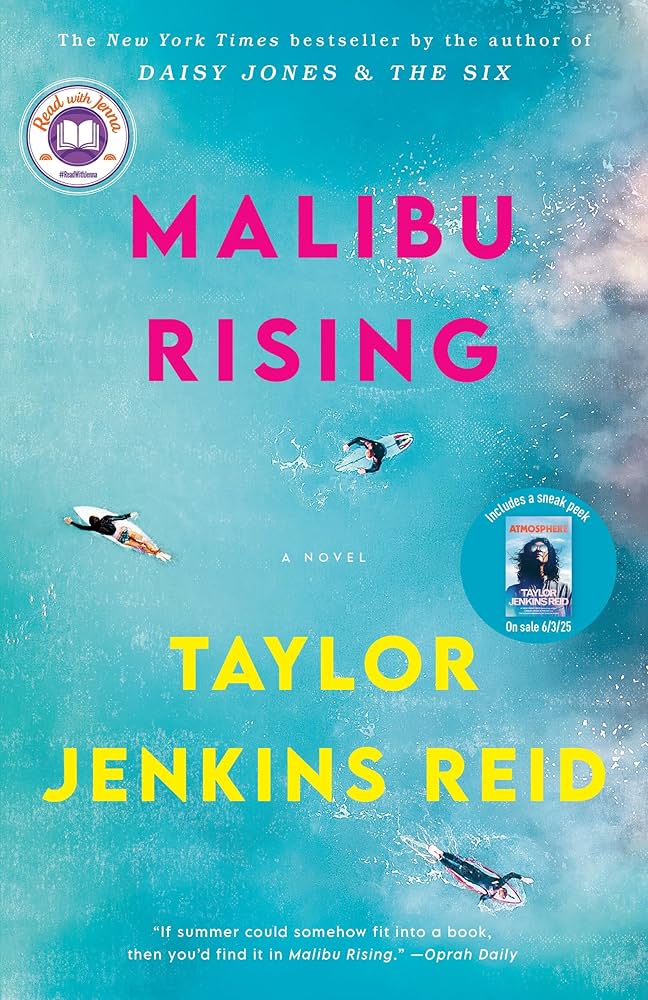 The New York Times bestseller by the author of
DAISY JONES & THE SIX
Read with Jenna
#ReadWithJenna
MALIBU
RISING
A NOVEL
Includes a sneak peek
ATMOSPHERE
TAYLOR
JENKINS REID
On sale 6/3/25
TAYLOR
JENKINS REID
“If summer could somehow fit into a book,
then you’d find it in Malibu Rising.” —Oprah Daily